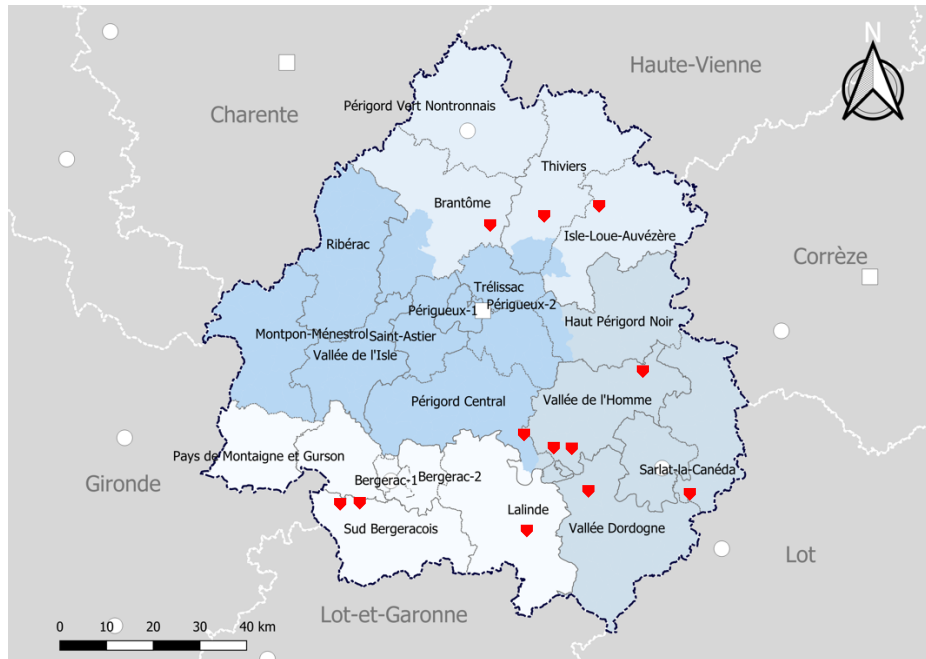 N
Haute-Vienne
Périgord Vert Nontronnais
Charente
Thiviers
Brantôme
Isle-Loue-Auvézère
Ribérac
Corrèze
Trélissac
Périgueux-1
Périgueux-2
Haut Périgord Noir
Montpon-Ménestrol
Saint-Astier
Vallée de l'Isle
Périgord Central
Vallée de l'Homme
Pays de Montaigne et Gurson
Sarlat-la-Canéda
Bergerac-1
Bergerac-2
Gironde
Lalinde
Sud Bergeracois
Vallée Dordogne
Lot
Lot-et-Garonne
0 10 20 30 40 km